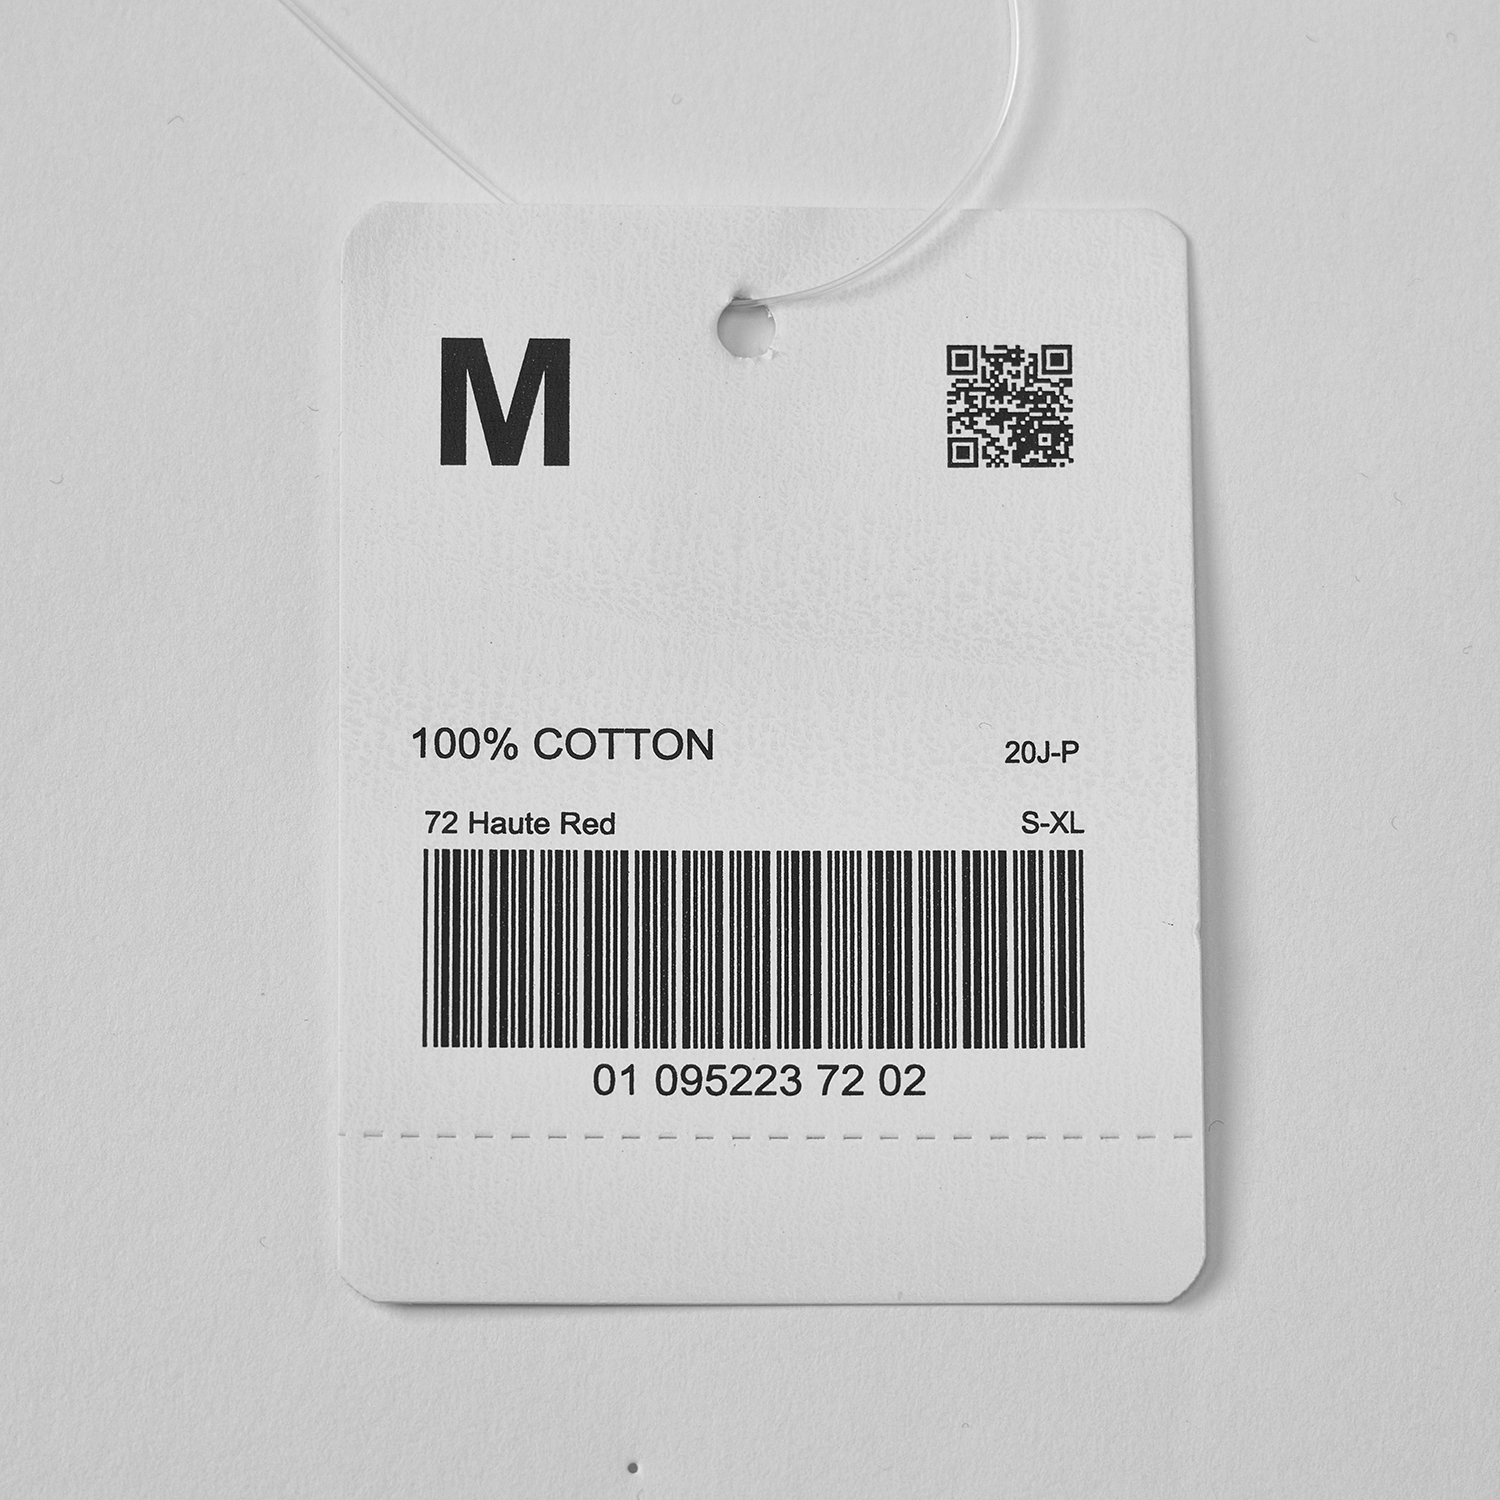 M
100% COTTON
20J-P
72 Haute Red
S-XL
01 095223 72 02